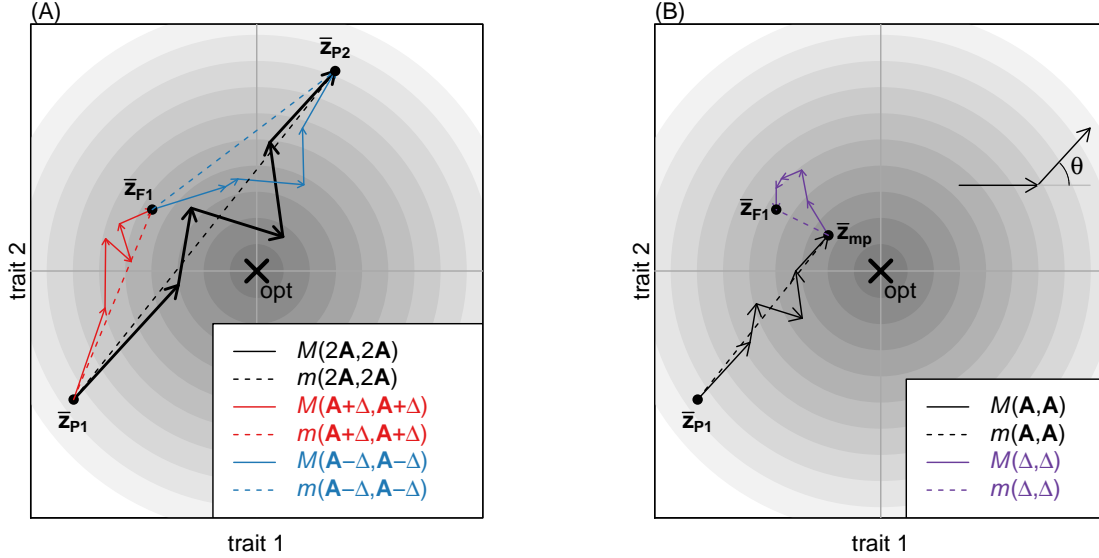 (A)
z̄P2
z̄F1
opt
z̄P1
M(2A,2A)
m(2A,2A)
M(A+Δ,A+Δ)
m(A+Δ,A+Δ)
M(A−Δ,A−Δ)
m(A−Δ,A−Δ)
trait 1
trait 2
(B)
θ
z̄F1
z̄mp
opt
z̄P1
M(A,A)
m(A,A)
M(Δ,Δ)
m(Δ,Δ)
trait 1
trait 2